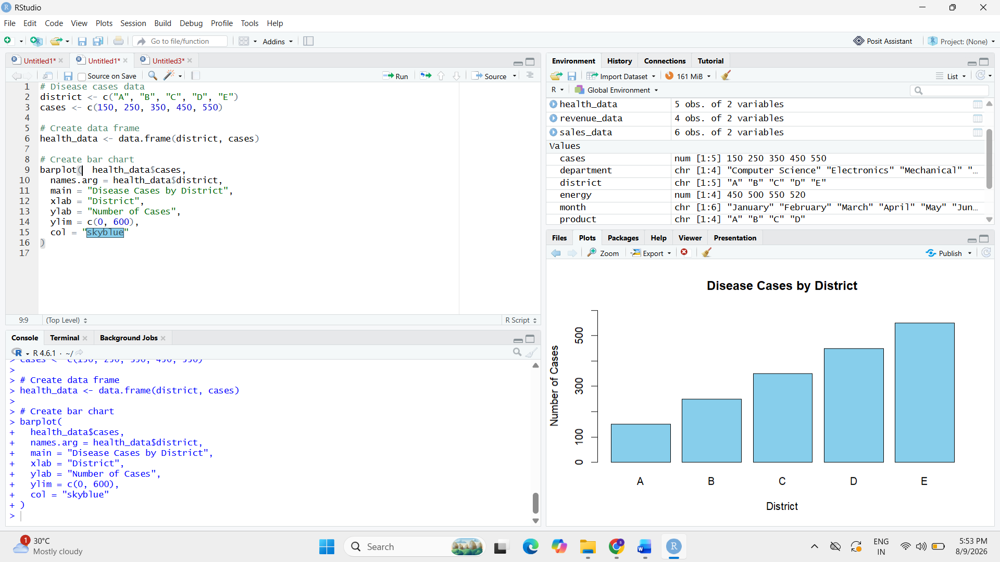 RStudio
File Edit Code View Plots Session Build Debug Profile Tools Help
Go to file/function Addins Posit Assistant Project: (None)
Untitled1* Untitled1* Untitled3*
Source on Save Run Source
1 # Disease cases data
2 district <- c("A", "B", "C", "D", "E")
3 cases <- c(150, 250, 350, 450, 550)
4
5 # Create data frame
6 health_data <- data.frame(district, cases)
7
8 # Create bar chart
9 barplot(  health_data$cases,
10   names.arg = health_data$district,
11   main = "Disease Cases by District",
12   xlab = "District",
13   ylab = "Number of Cases",
14   ylim = c(0, 600),
15   col = "skyblue"
16 )
17
9:9 (Top Level) R Script
Console Terminal Background Jobs
R 4.6.1 · ~/
> cases <- c(150, 250, 350, 450, 550)
>
> # Create data frame
> health_data <- data.frame(district, cases)
>
> # Create bar chart
> barplot(
+   health_data$cases,
+   names.arg = health_data$district,
+   main = "Disease Cases by District",
+   xlab = "District",
+   ylab = "Number of Cases",
+   ylim = c(0, 600),
+   col = "skyblue"
+ )
>
Environment History Connections Tutorial
Import Dataset 161 MiB List
R Global Environment
health_data 5 obs. of 2 variables
revenue_data 4 obs. of 2 variables
sales_data 6 obs. of 2 variables
Values
cases num [1:5] 150 250 350 450 550
department chr [1:4] "Computer Science" "Electronics" "Mechanical" "...
district chr [1:5] "A" "B" "C" "D" "E"
energy num [1:4] 450 500 550 520
month chr [1:6] "January" "February" "March" "April" "May" "Jun...
product chr [1:4] "A" "B" "C" "D"
Files Plots Packages Help Viewer Presentation
Zoom Export Publish
Disease Cases by District
Number of Cases
500
300
100
0
A B C D E
District
1 30°C
Mostly cloudy
Search
ENG
IN
5:53 PM
8/9/2026